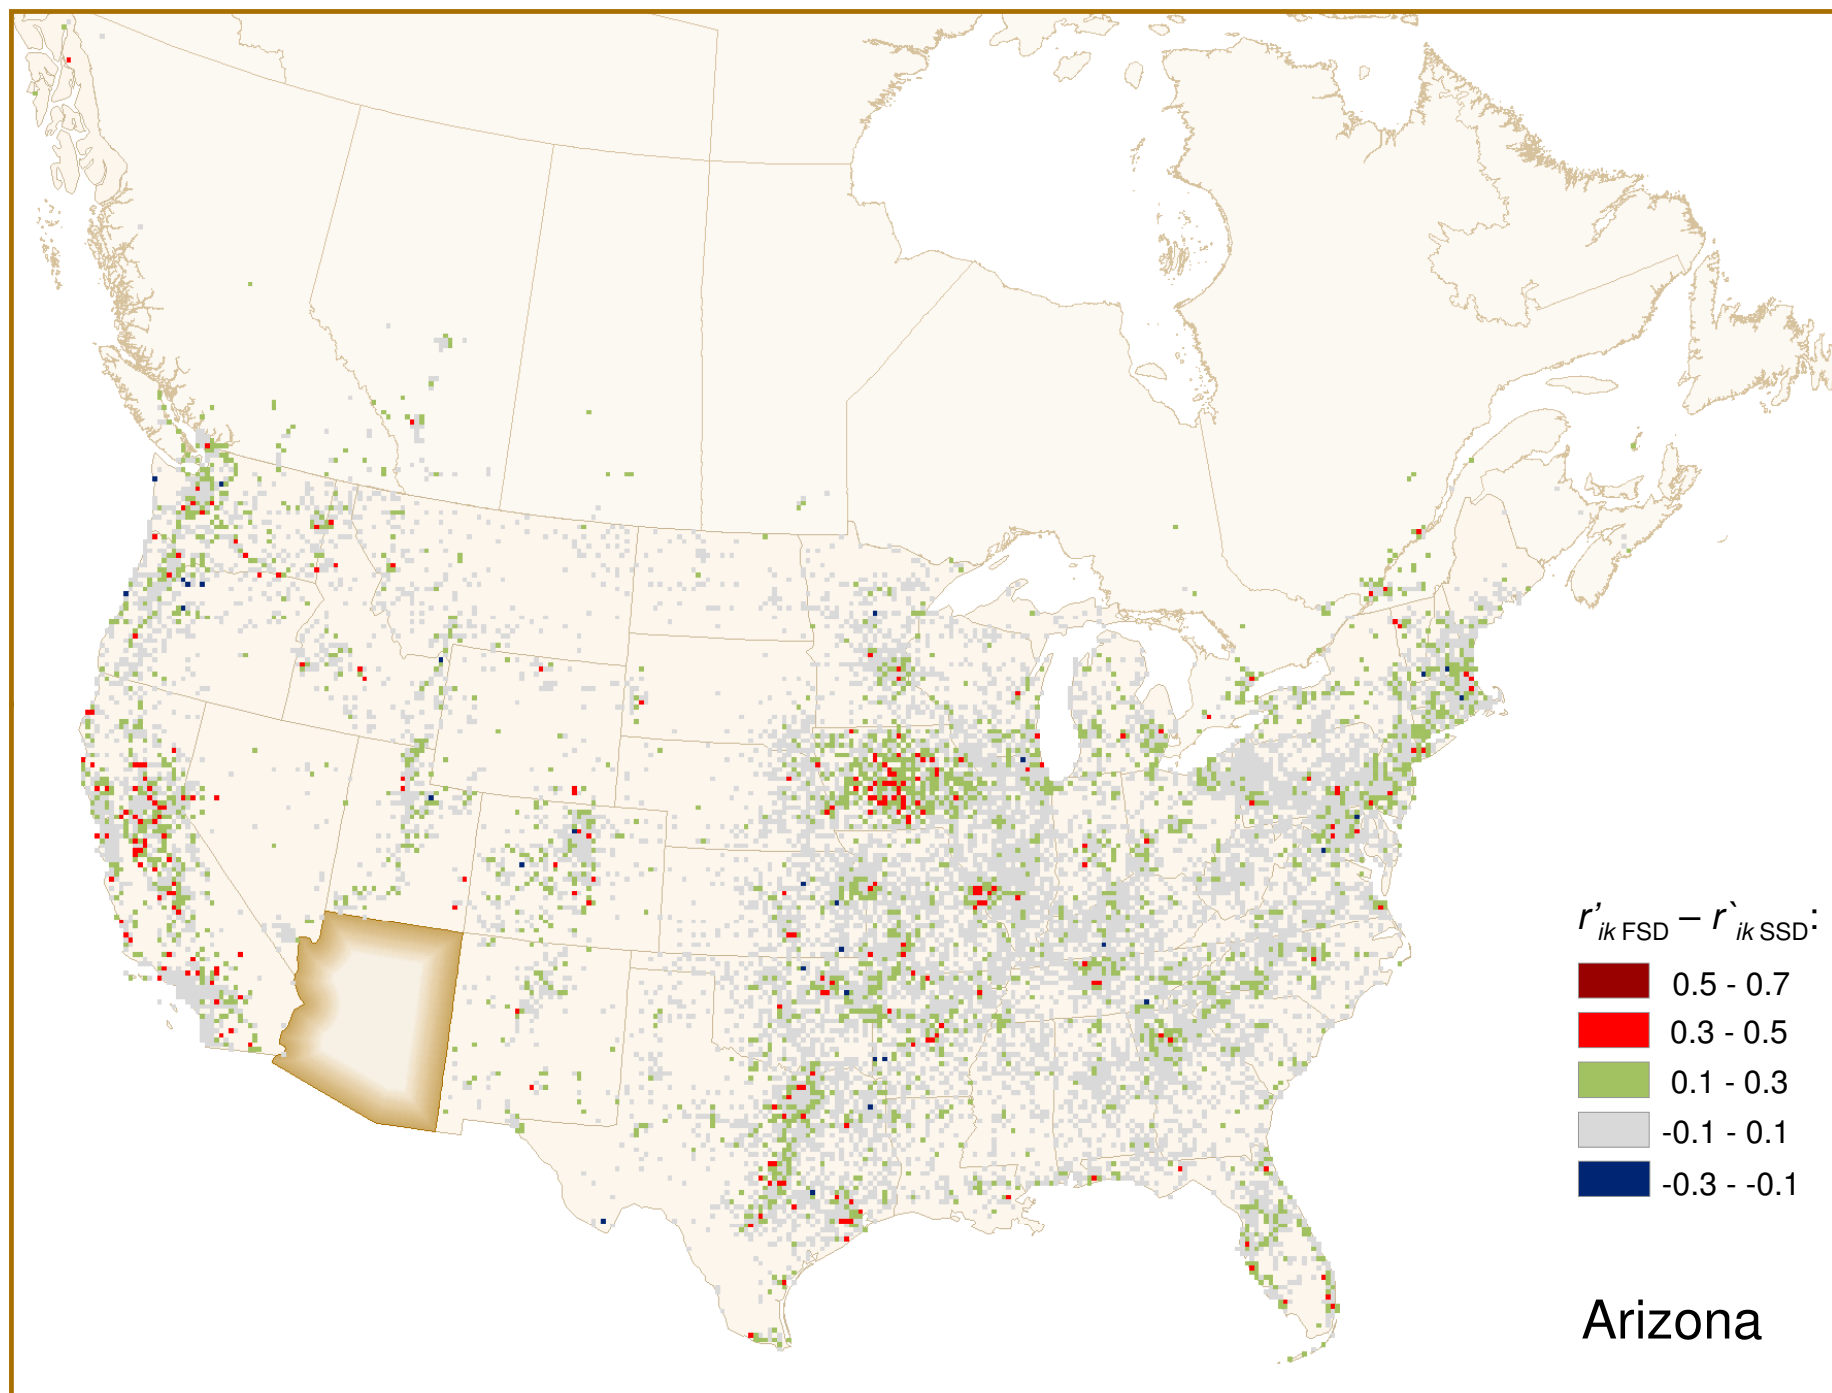 r’ik FSD – r`ik SSD:
0.5 - 0.7
0.3 - 0.5
0.1 - 0.3
-0.1 - 0.1
-0.3 - -0.1
Arizona